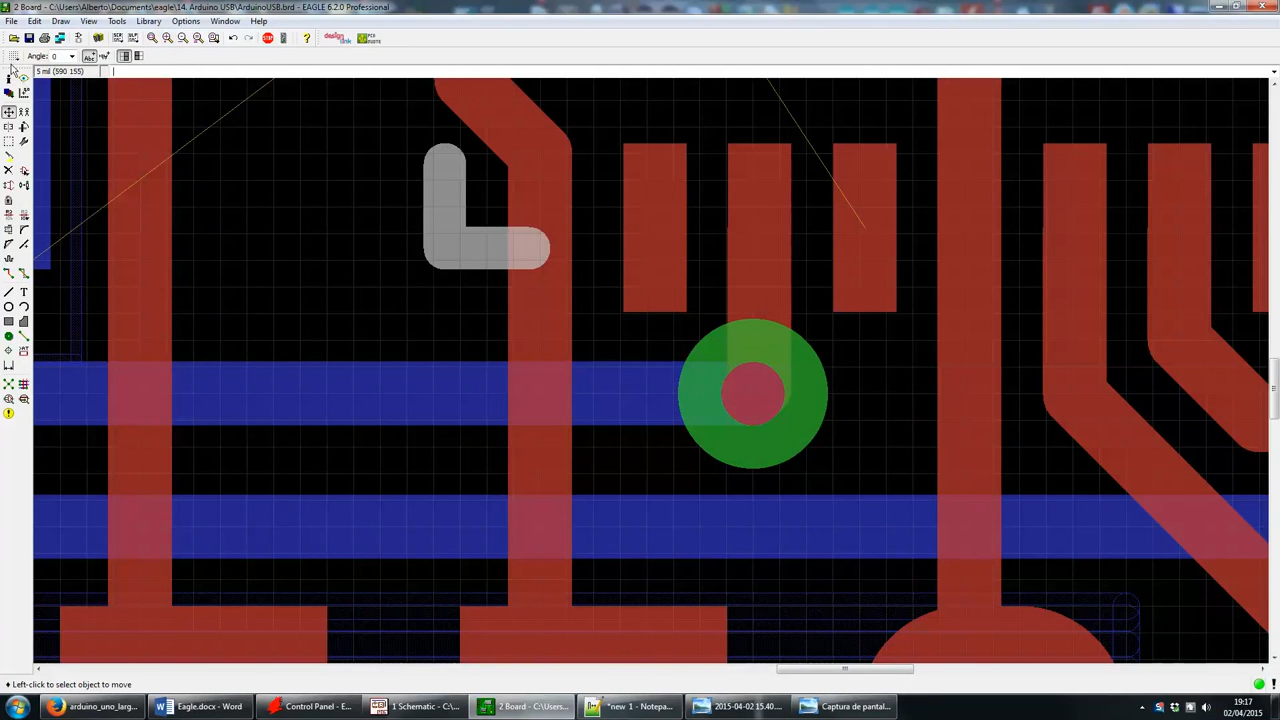 2 Board - C:\Users\Alberto\Documents\eagle\14. Arduino USB\ArduinoUSB.brd - EAGLE 6.2.0 Professional
File Edit Draw View Tools Library Options Window Help
Angle: 0
5 mil (590 155)
Left-click to select object to move
arduino_uno_larg...
Eagle.docx - Word
Control Panel - E...
1 Schematic - C:\...
2 Board - C:\Users...
*new 1 - Notepa...
2015-04-02 15.40....
Captura de pantal...
19:17
02/04/2015